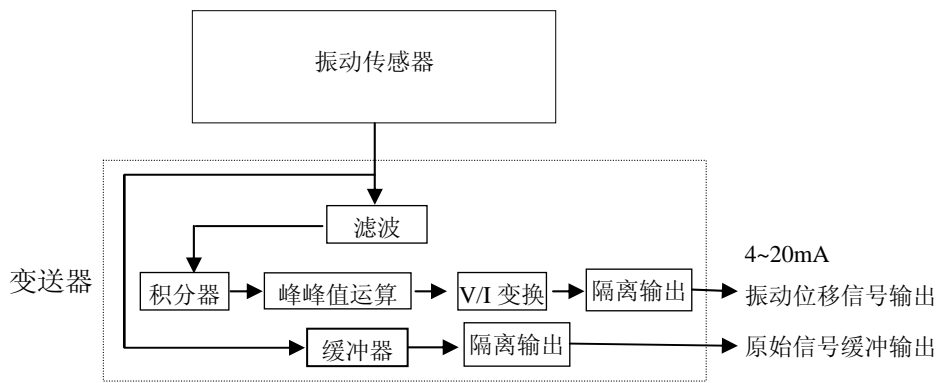 振动传感器
滤波
变送器
4~20mA
积分器
峰峰值运算
V/I 变换
隔离输出
振动位移信号输出
缓冲器
隔离输出
原始信号缓冲输出